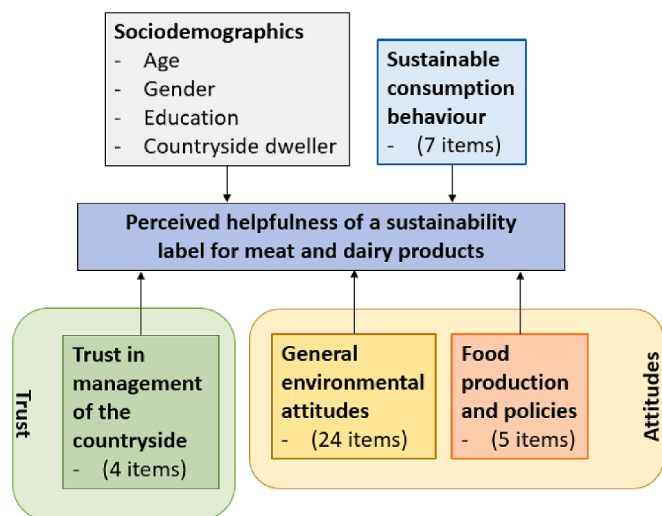 Sociodemographics
- Age
- Gender
- Education
- Countryside dweller
Sustainable
consumption
behaviour
- (7 items)
Perceived helpfulness of a sustainability
label for meat and dairy products
Trust
Trust in
management
of the
countryside
- (4 items)
General
environmental
attitudes
- (24 items)
Food
production
and policies
- (5 items)
Attitudes